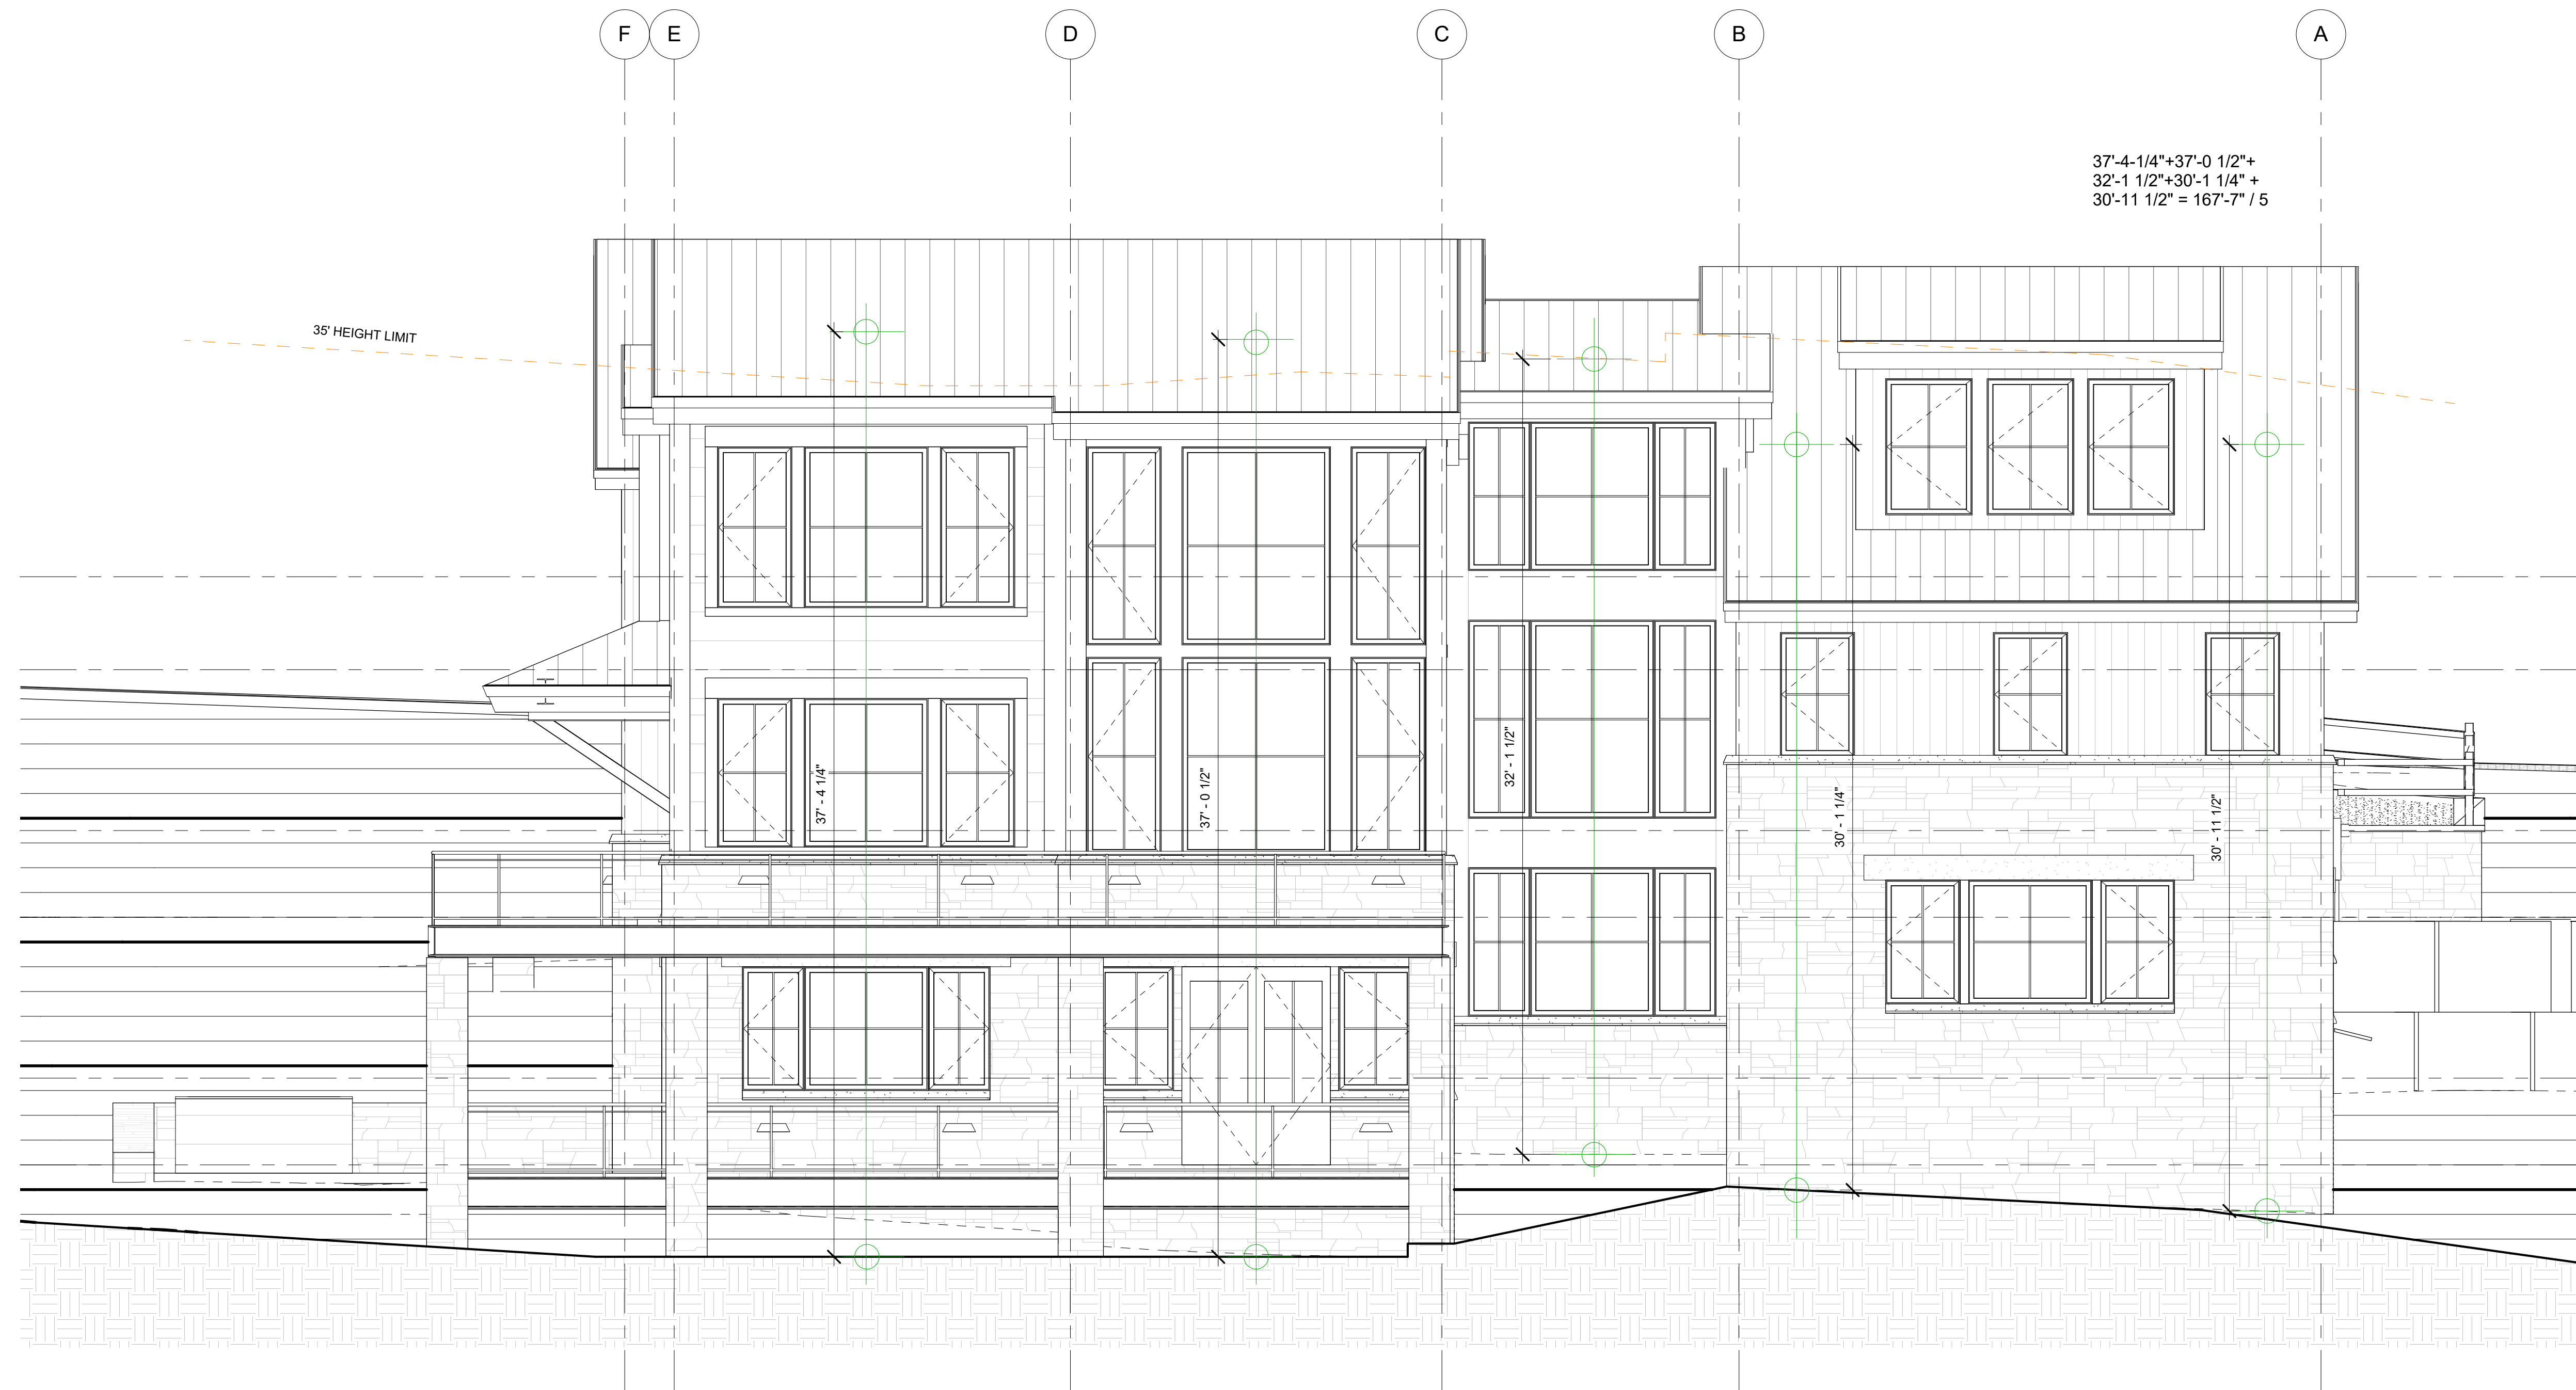 F E D C B A
37'-4-1/4"+37'-0 1/2"+
32'-1 1/2"+30'-1 1/4" +
30'-11 1/2" = 167'-7" / 5
35' HEIGHT LIMIT
37' - 4 1/4"
37' - 0 1/2"
32' - 1 1/2"
30' - 1 1/4"
30' - 11 1/2"